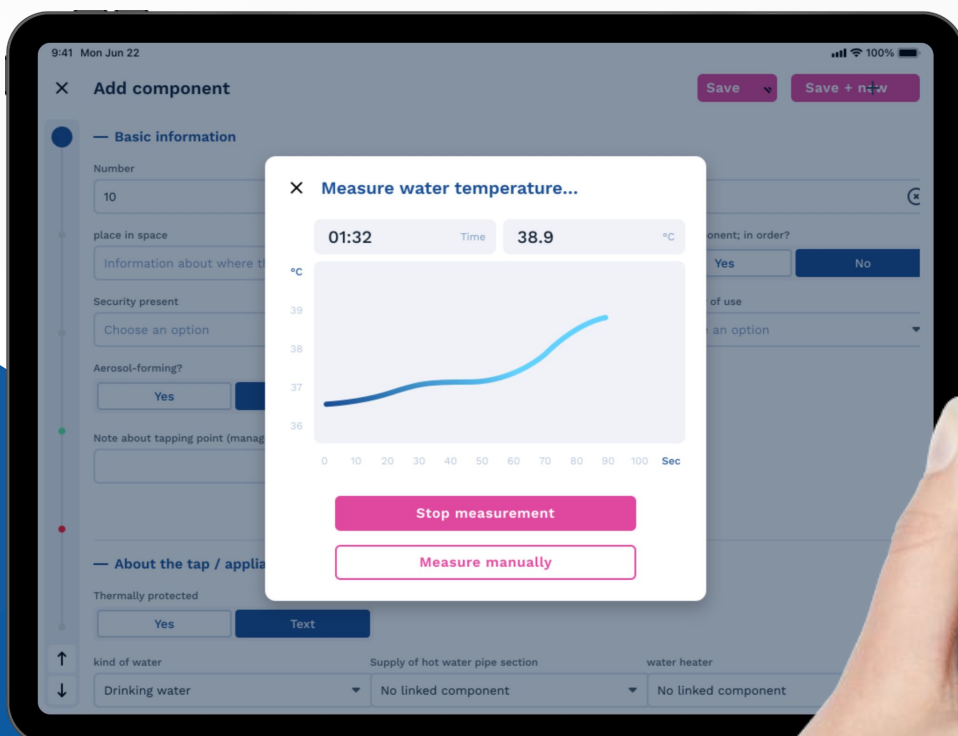 9:41 Mon Jun 22
100%
Add component
Save
Save + new
— Basic information
Number
10
place in space
Information about where
Security present
Choose an option
Aerosol-forming?
Yes
Note about tapping point
in order?
Yes
No
of use
an option
Measure water temperature...
01:32 Time
38.9 °C
°C
39
38
37
36
0 10 20 30 40 50 60 70 80 90 100 Sec
Stop measurement
Measure manually
— About the tap /
Thermally protected
Yes
Text
kind of water
Supply of hot water pipe section
water heater
Drinking water
No linked component
No linked component